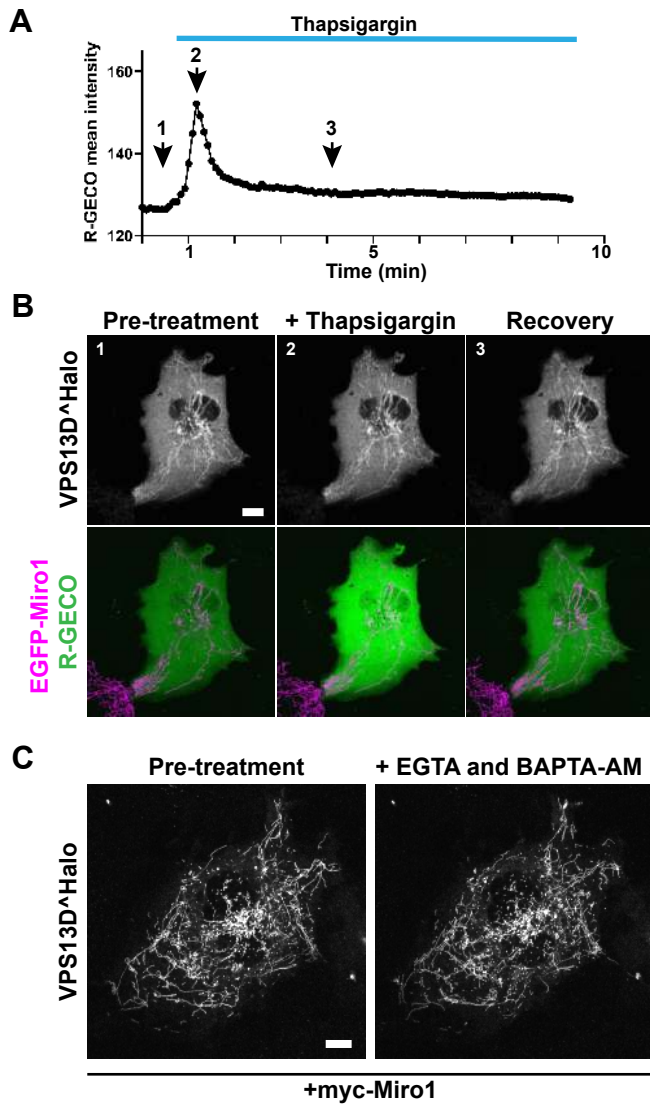 A
Thapsigargin
R-GECO mean intensity
160
140
120
1
2
3
1
5
10
Time (min)
B
Pre-treatment
+ Thapsigargin
Recovery
VPS13D^Halo
1
2
3
EGFP-Miro1
R-GECO
C
Pre-treatment
+ EGTA and BAPTA-AM
VPS13D^Halo
+myc-Miro1